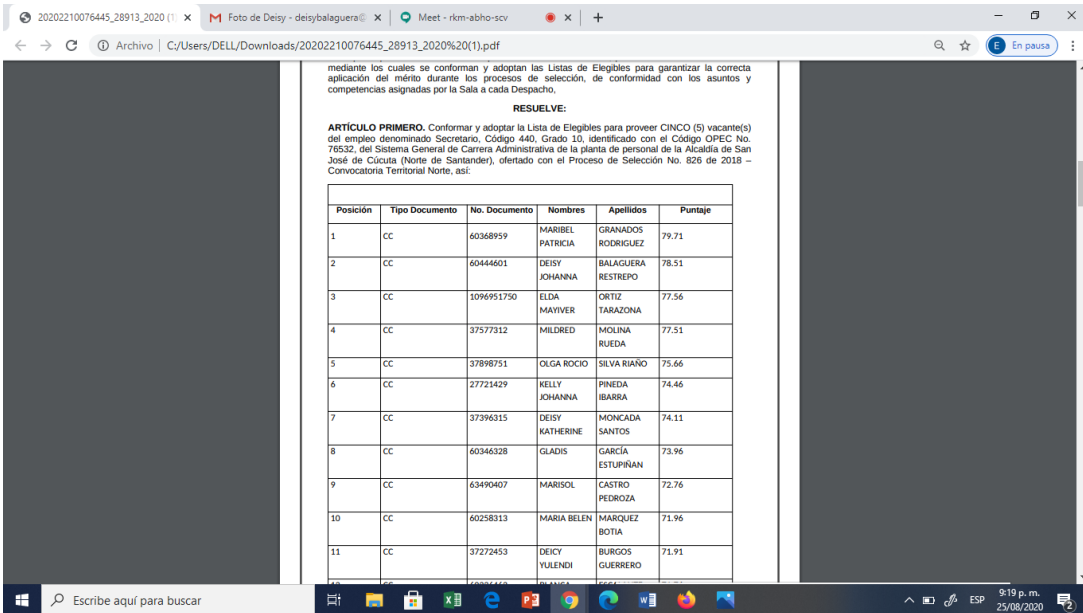 20202210076445_28913_2020 (1)
Foto de Deisy - deisybalaguera@
Meet - rkm-abho-scv
Archivo | C:/Users/DELL/Downloads/20202210076445_28913_2020%20(1).pdf
E En pausa
mediante los cuales se conforman y adoptan las Listas de Elegibles para garantizar la correcta
aplicación del mérito durante los procesos de selección, de conformidad con los asuntos y
competencias asignadas por la Sala a cada Despacho,
RESUELVE:
ARTÍCULO PRIMERO. Conformar y adoptar la Lista de Elegibles para proveer CINCO (5) vacante(s)
del empleo denominado Secretario, Código 440, Grado 10, identificado con el Código OPEC No.
76532, del Sistema General de Carrera Administrativa de la planta de personal de la Alcaldía de San
José de Cúcuta (Norte de Santander), ofertado con el Proceso de Selección No. 826 de 2018 –
Convocatoria Territorial Norte, así:
Posición Tipo Documento No. Documento Nombres Apellidos Puntaje
1 CC 60368959 MARIBEL PATRICIA GRANADOS RODRIGUEZ 79.71
2 CC 60444601 DEISY JOHANNA BALAGUERA RESTREPO 78.51
3 CC 1096951750 ELDA MAYIVER ORTIZ TARAZONA 77.56
4 CC 37577312 MILDRED MOLINA RUEDA 77.51
5 CC 37898751 OLGA ROCIO SILVA RIAÑO 75.66
6 CC 27721429 KELLY JOHANNA PINEDA IBARRA 74.46
7 CC 37396315 DEISY KATHERINE MONCADA SANTOS 74.11
8 CC 60346328 GLADIS GARCÍA ESTUPIÑAN 73.96
9 CC 63490407 MARISOL CASTRO PEDROZA 72.76
10 CC 60258313 MARIA BELEN MARQUEZ BOTIA 71.96
11 CC 37272453 DEICY YULENDI BURGOS GUERRERO 71.91
Escribe aquí para buscar
ESP
9:19 p. m.
25/08/2020
2